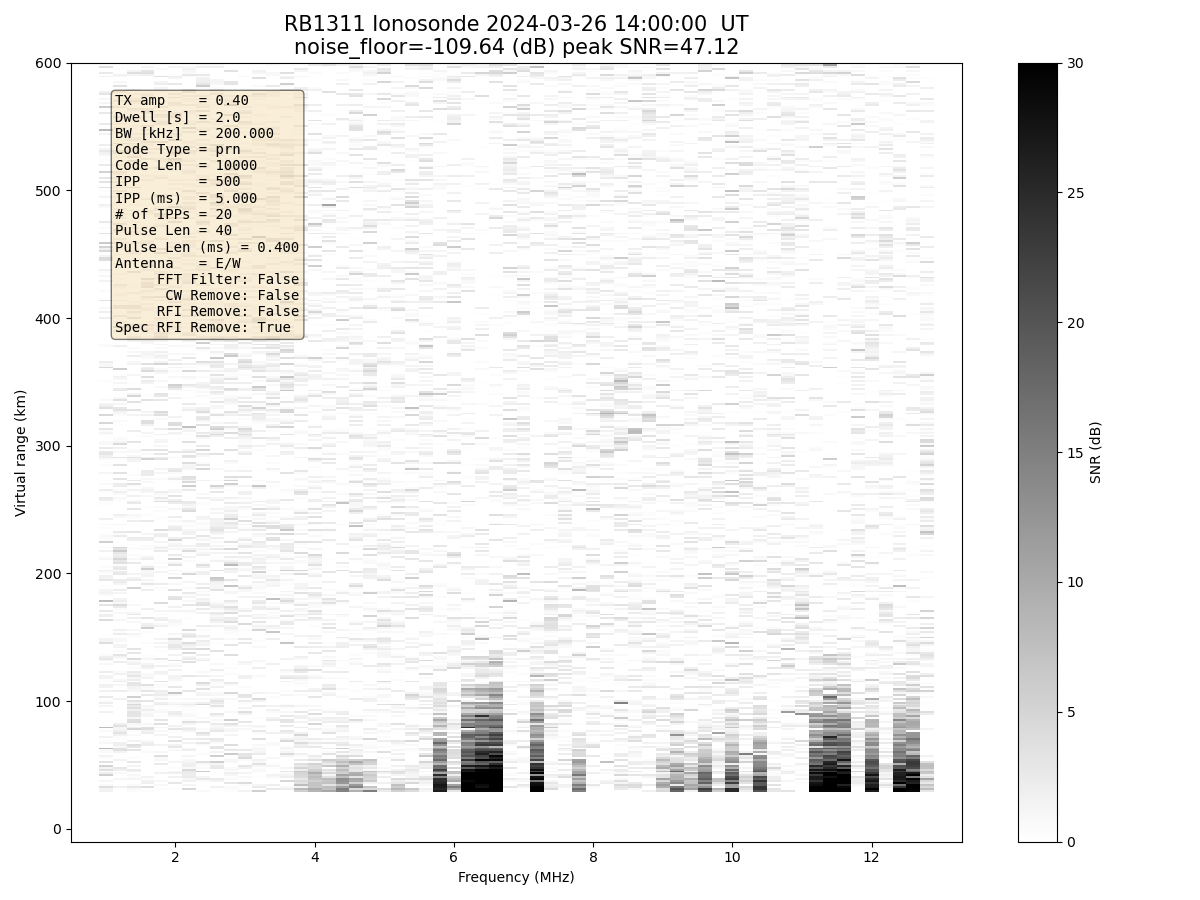 RB1311 Ionosonde 2024-03-26 14:00:00  UT
noise_floor=-109.64 (dB) peak SNR=47.12
TX amp    = 0.40
Dwell [s] = 2.0
BW [kHz]  = 200.000
Code Type = prn
Code Len  = 10000
IPP       = 500
IPP (ms)  = 5.000
# of IPPs = 20
Pulse Len = 40
Pulse Len (ms) = 0.400
Antenna   = E/W
FFT Filter: False
CW Remove: False
RFI Remove: False
Spec RFI Remove: True
Virtual range (km)
600
500
400
300
200
100
0
2 4 6 8 10 12
Frequency (MHz)
30
25
20
15
10
5
0
SNR (dB)